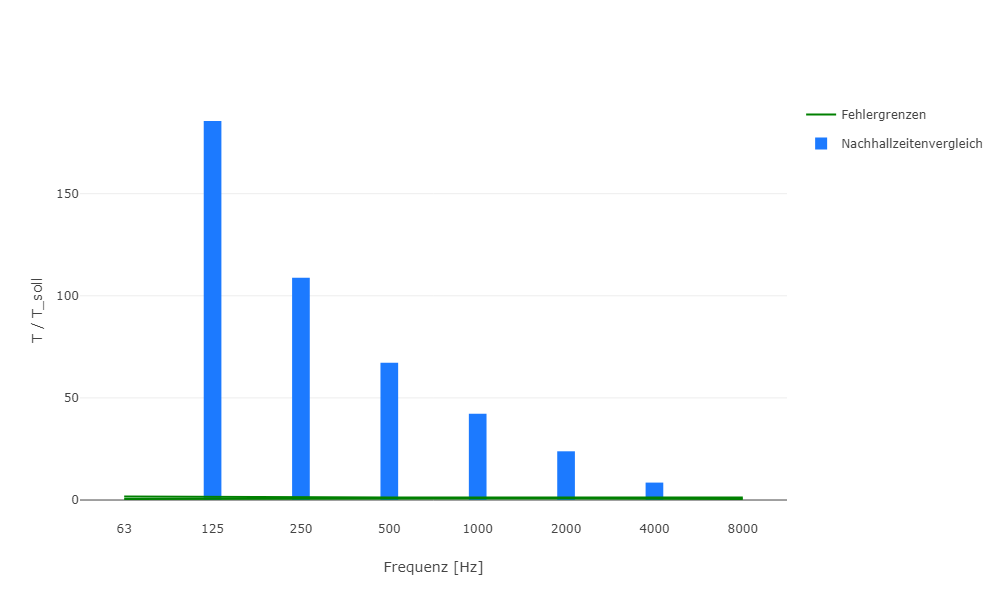 Fehlergrenzen
Nachhallzeitenvergleich
T / T_soll
150
100
50
0
63 125 250 500 1000 2000 4000 8000
Frequenz [Hz]